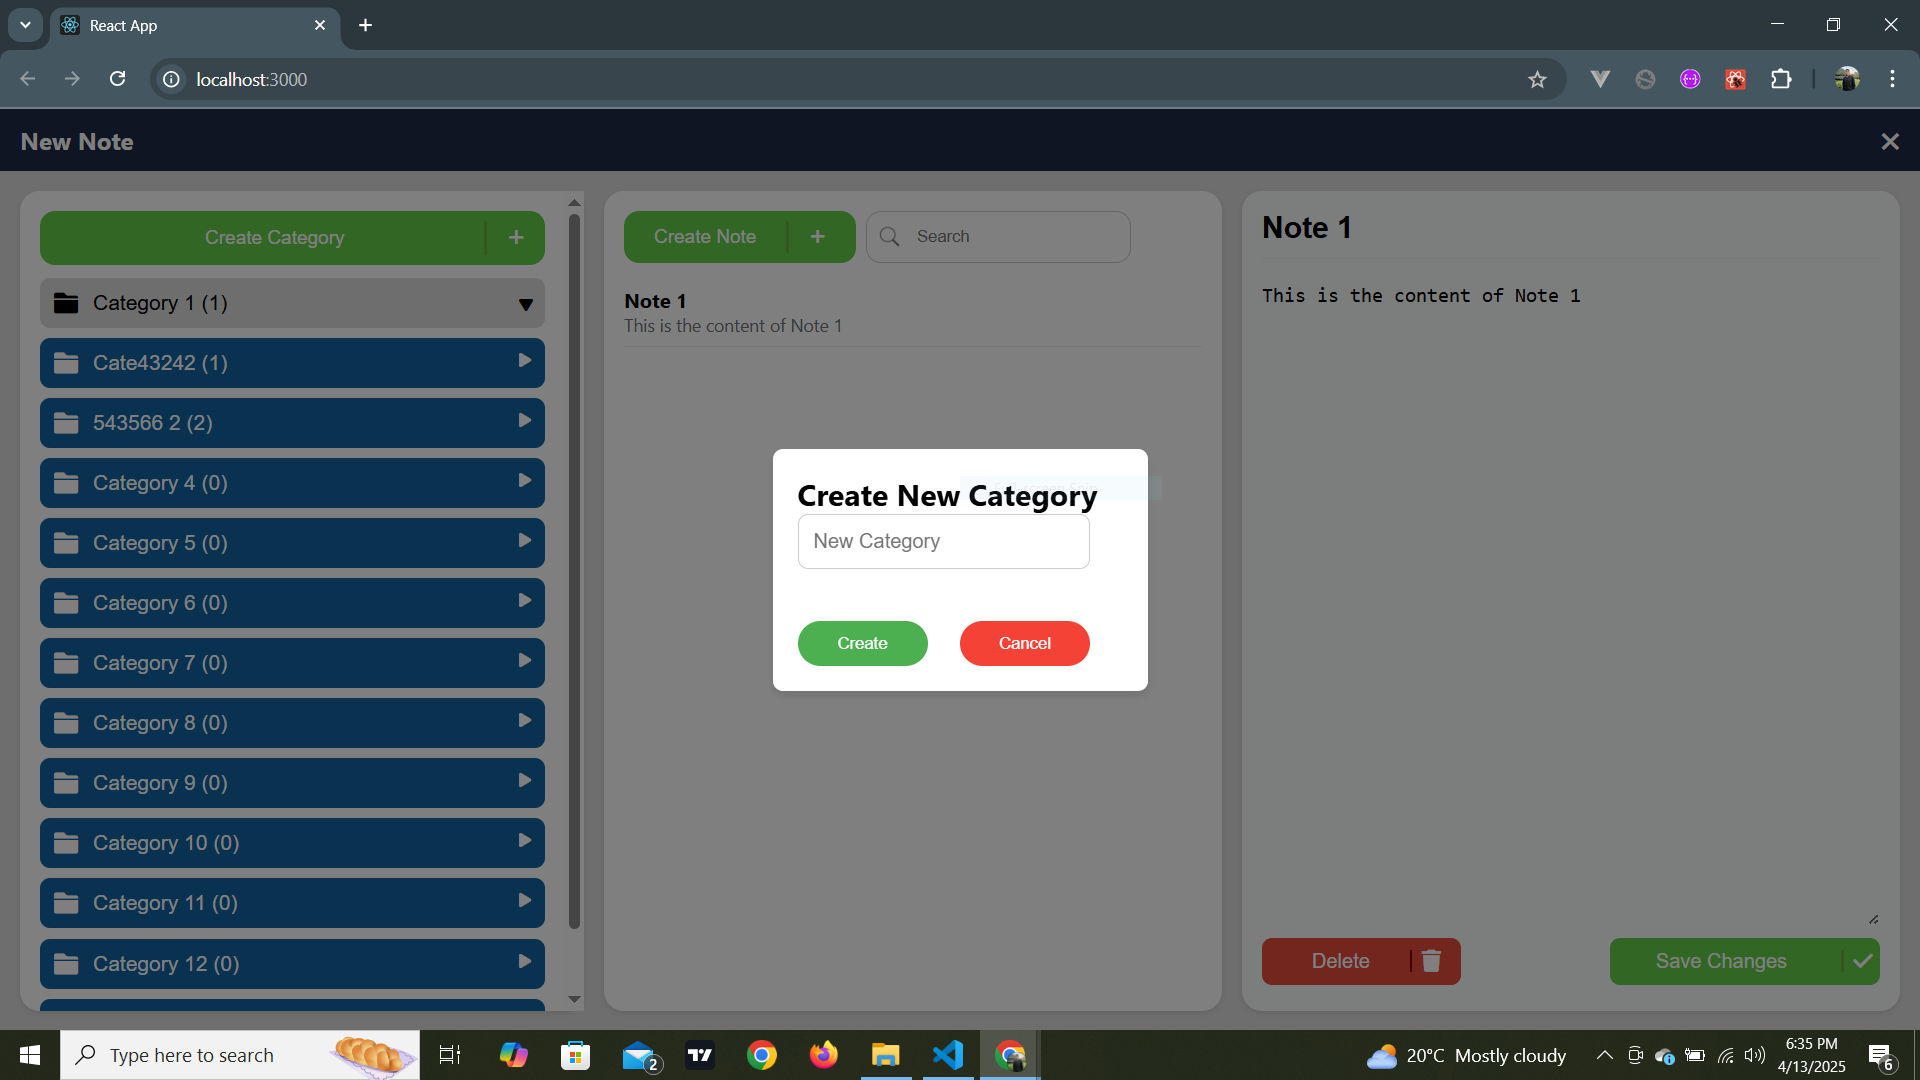 React App
localhost:3000
New Note
Create Category +
Category 1 (1)
Cate43242 (1)
543566 2 (2)
Category 4 (0)
Category 5 (0)
Category 6 (0)
Category 7 (0)
Category 8 (0)
Category 9 (0)
Category 10 (0)
Category 11 (0)
Category 12 (0)
Create Note +
Search
Note 1
This is the content of Note 1
Note 1
This is the content of Note 1
Delete
Save Changes
Create New Category
New Category
Create
Cancel
Type here to search
2
20°C Mostly cloudy
6:35 PM
4/13/2025
6